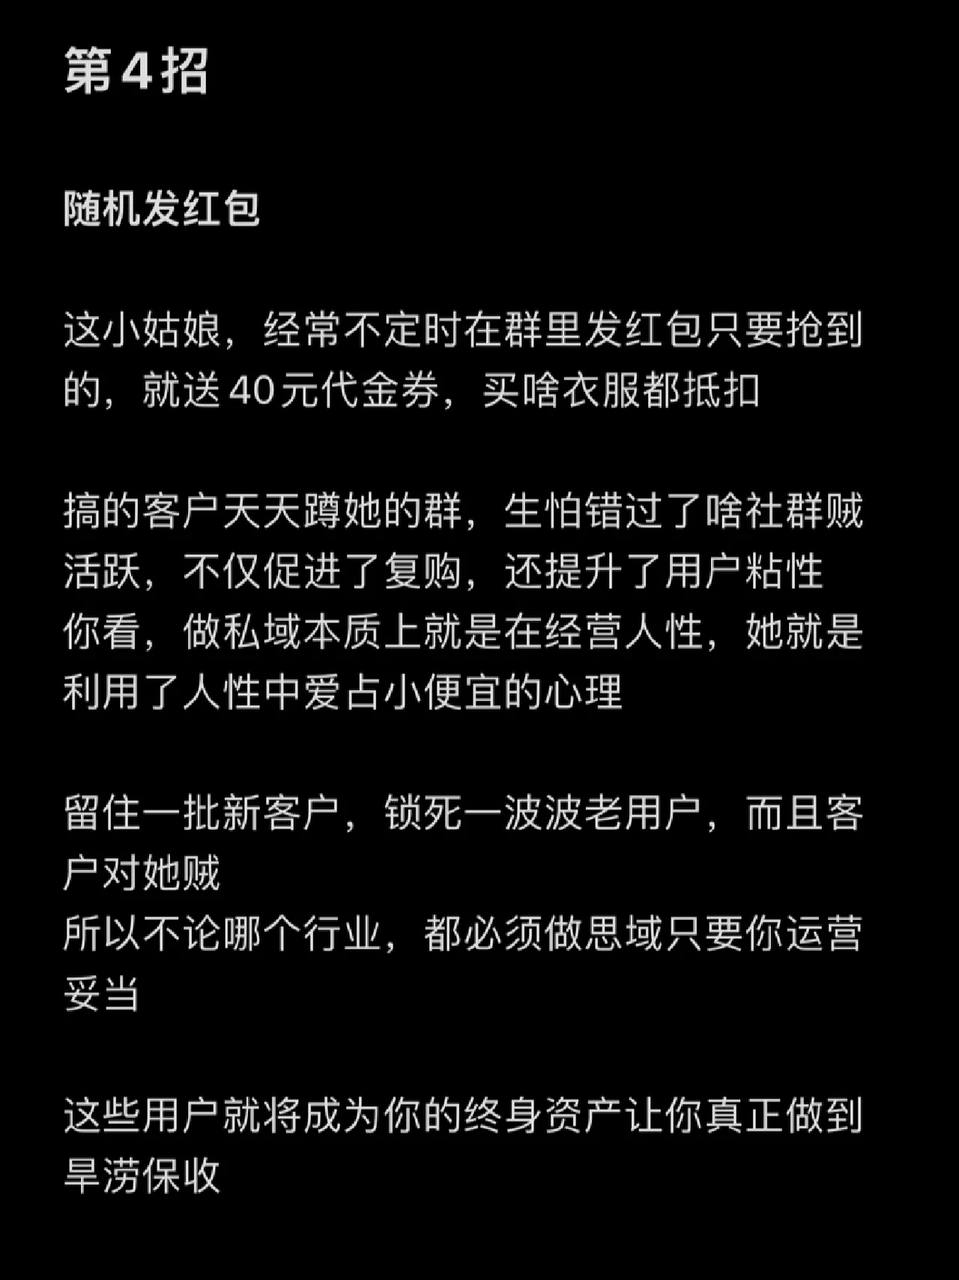 第4招
随机发红包
这小姑娘，经常不定时在群里发红包只要抢到
的，就送40元代金券，买啥衣服都抵扣
搞的客户天天蹲她的群，生怕错过了啥社群贼
活跃，不仅促进了复购，还提升了用户粘性
你看，做私域本质上就是在经营人性，她就是
利用了人性中爱占小便宜的心理
留住一批新客户，锁死一波波老用户，而且客
户对她贼
所以不论哪个行业，都必须做思域只要你运营
妥当
这些用户就将成为你的终身资产让你真正做到
旱涝保收